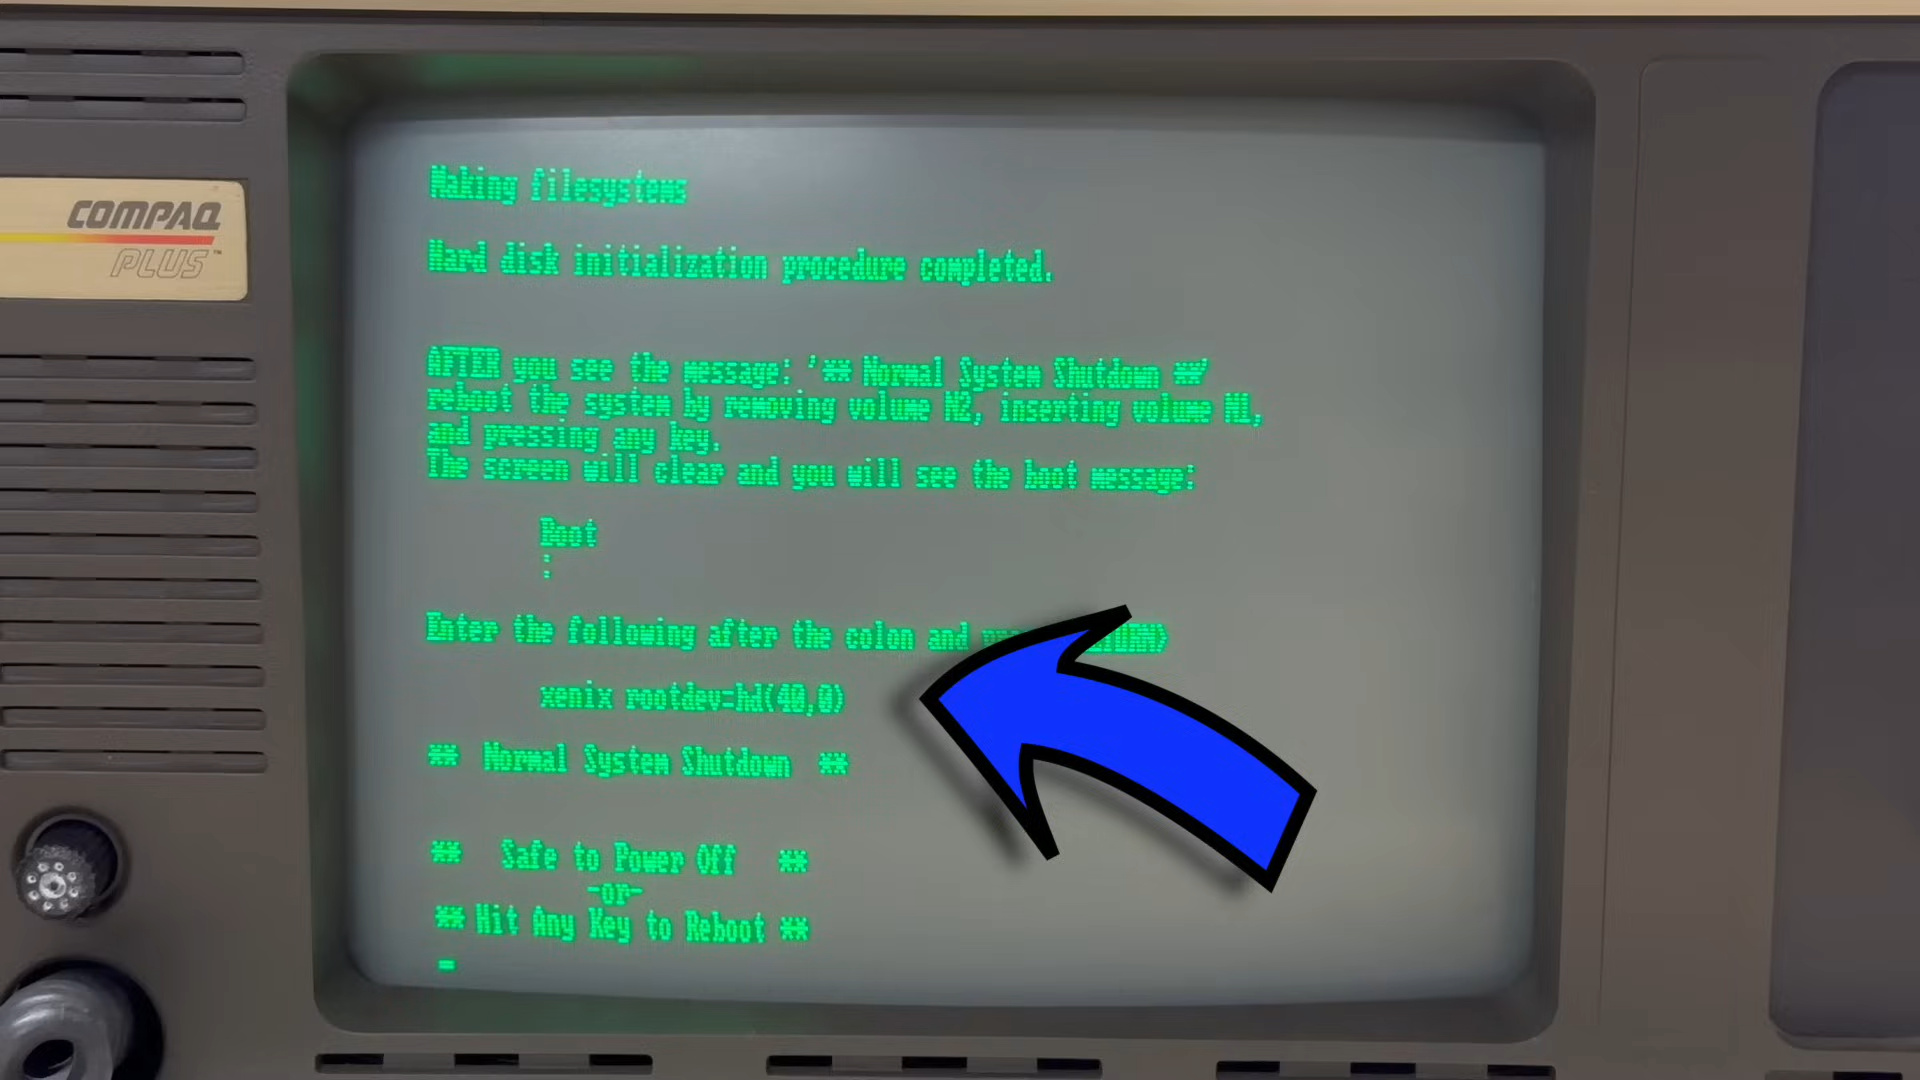 COMPAQ
PLUS™
Making filesystems
Hard disk initialization procedure completed.
AFTER you see the message: '** Normal System Shutdown **'
reboot the system by removing volume N2, inserting volume N1,
and pressing any key.
The screen will clear and you will see the boot message:
Boot
:
Enter the following after the colon and
xenix rootdev=hd(40,0)
** Normal System Shutdown **
** Safe to Power Off **
-or-
** Hit Any Key to Reboot **